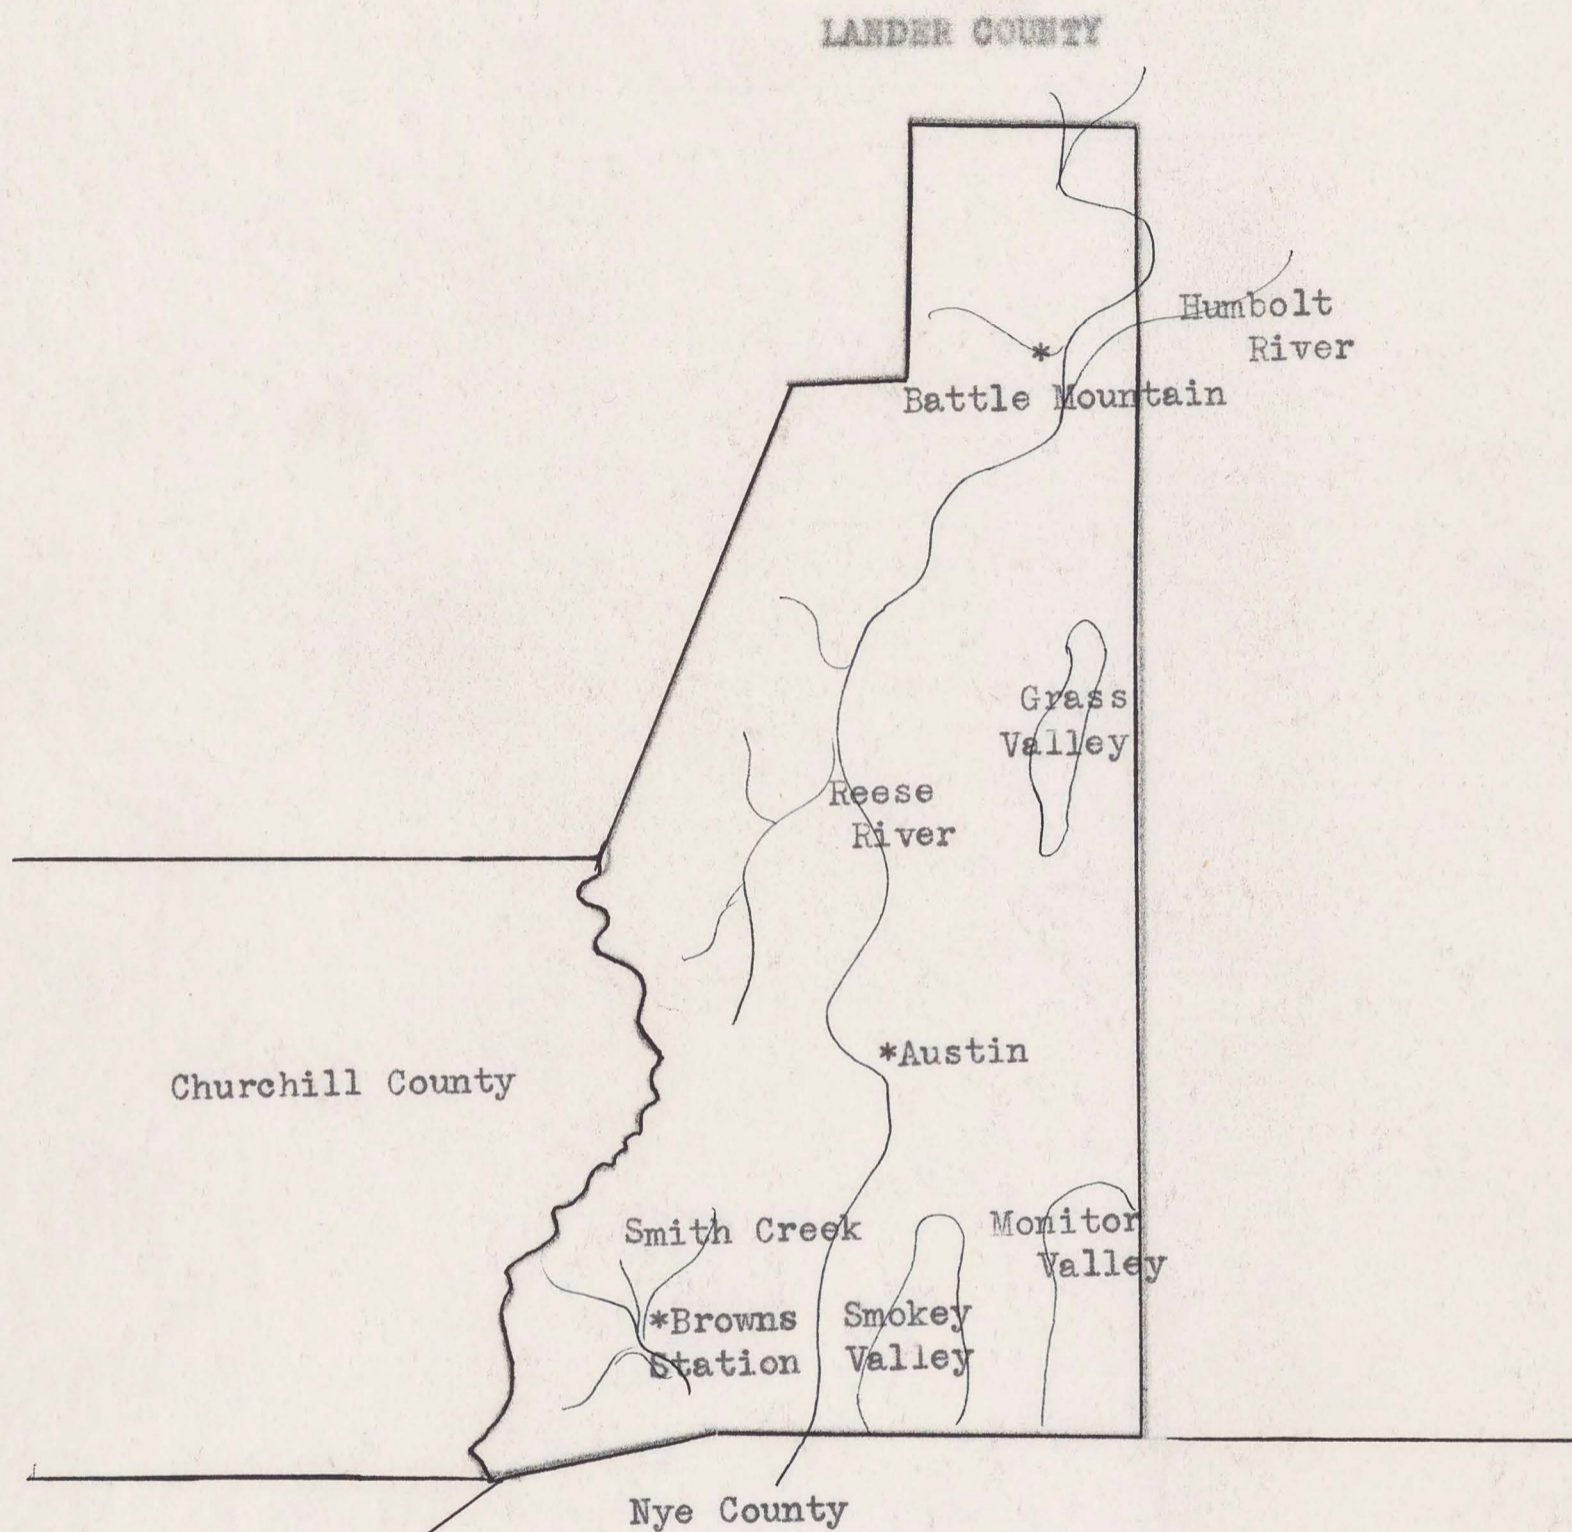 LANDER COUNTY
Humbolt
River
*
Battle Mountain
Grass
Valley
Reese
River
*Austin
Churchill County
Smith Creek
Monitor
Valley
*Browns
Station
Smokey
Valley
Nye County